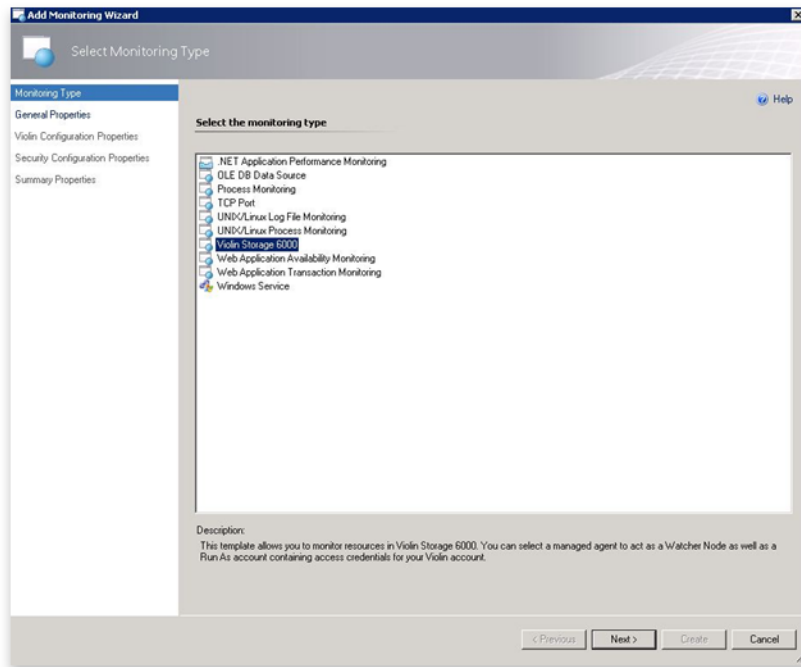 Add Monitoring Wizard
Select Monitoring Type
Monitoring Type
General Properties
Violin Configuration Properties
Security Configuration Properties
Summary Properties
Help
Select the monitoring type
.NET Application Performance Monitoring
OLE DB Data Source
Process Monitoring
TCP Port
UNIX/Linux Log File Monitoring
UNIX/Linux Process Monitoring
Violin Storage 6000
Web Application Availability Monitoring
Web Application Transaction Monitoring
Windows Service
Description:
This template allows you to monitor resources in Violin Storage 6000. You can select a managed agent to act as a Watcher Node as well as a
Run As account containing access credentials for your Violin account.
< Previous
Next >
Create
Cancel